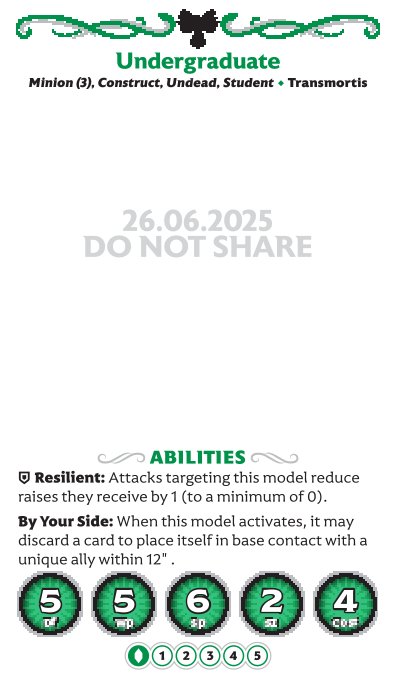 Undergraduate
Minion (3), Construct, Undead, Student • Transmortis
26.06.2025
DO NOT SHARE
ABILITIES
Resilient: Attacks targeting this model reduce
raises they receive by 1 (to a minimum of 0).
By Your Side: When this model activates, it may
discard a card to place itself in base contact with a
unique ally within 12" .
5 5 6 2 4
Df Wp Sp Sz Cost
1 2 3 4 5